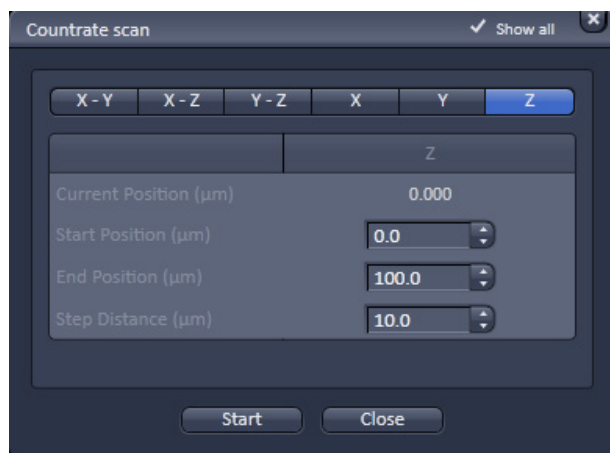 Countrate scan ✓ Show all ×
X - Y X - Z Y - Z X Y Z
Z
Current Position (µm) 0.000
Start Position (µm) 0.0
End Position (µm) 100.0
Step Distance (µm) 10.0
Start Close